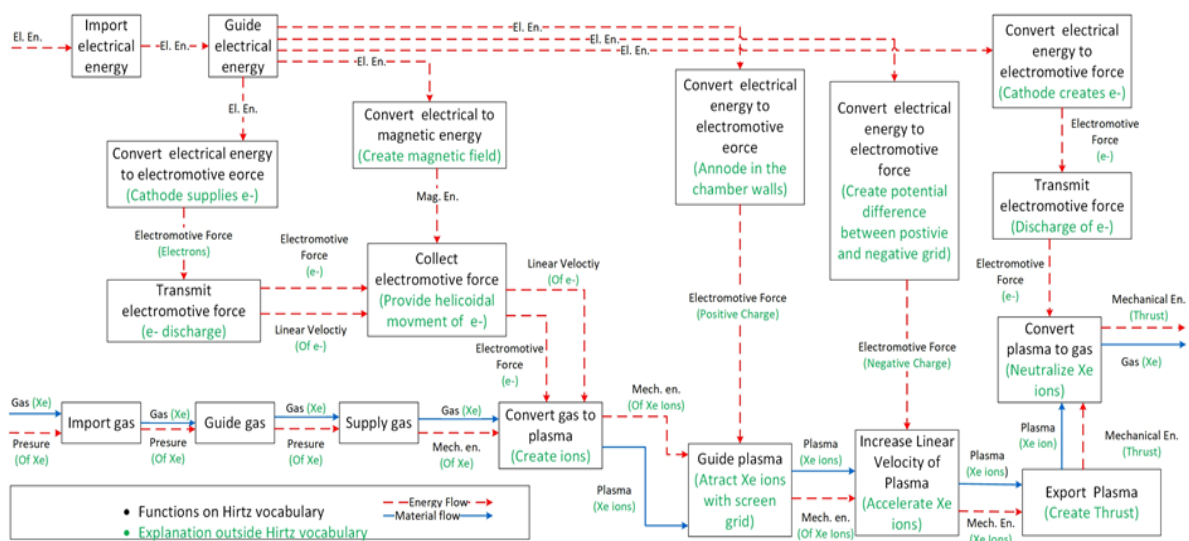 El. En.
Import
electrical
energy
El. En.
Guide
electrical
energy
El. En.
El. En.
El. En.
El. En.
El. En.
Convert electrical
energy to
electromotive force
(Cathode creates e-)
Convert electrical energy
to electromotive eorce
(Cathode supplies e-)
Convert electrical to
magnetic energy
(Create magnetic field)
Convert electrical
energy to
electromotive
eorce
(Annode in the
chamber walls)
Convert electrical
energy to
electromotive
force
(Create potential
difference
between postivie
and negative grid)
Electromotive
Force
(e-)
Transmit
electromotive force
(Discharge of e-)
Electromotive Force
(Electrons)
Mag. En.
Transmit
electromotive force
(e- discharge)
Electromotive
Force
(e-)
Linear Veloctiy
(Of e-)
Collect
electromotive force
(Provide helicoidal
movment of e-)
Linear Velocity
(Of e-)
Electromotive
Force
(e-)
Electromotive Force
(Positive Charge)
Electromotive Force
(Negative Charge)
Electromotive
Force
(e-)
Convert
plasma to gas
(Neutralize Xe
ions)
Mechanical En.
(Thrust)
Gas (Xe)
Gas (Xe)
Presure
(Of Xe)
Import gas
Gas (Xe)
Presure
(Of Xe)
Guide gas
Gas (Xe)
Presure
(Of Xe)
Supply gas
Gas (Xe)
Mech. en.
(Of Xe)
Convert gas to
plasma
(Create ions)
Mech. en.
(Of Xe Ions)
Plasma
(Xe ions)
Guide plasma
(Atract Xe ions
with screen
grid)
Plasma
(Xe ions)
Mech. en.
(Of Xe Ions)
Increase Linear
Velocity of
Plasma
(Accelerate Xe
ions)
Plasma
(Xe ions)
Mech. En.
(Xe Ions)
Export Plasma
(Create Thrust)
Plasma
(Xe ion)
Mechanical En.
(Thrust)
Functions on Hirtz vocabulary
Explanation outside Hirtz vocabulary
Energy Flow
Material flow